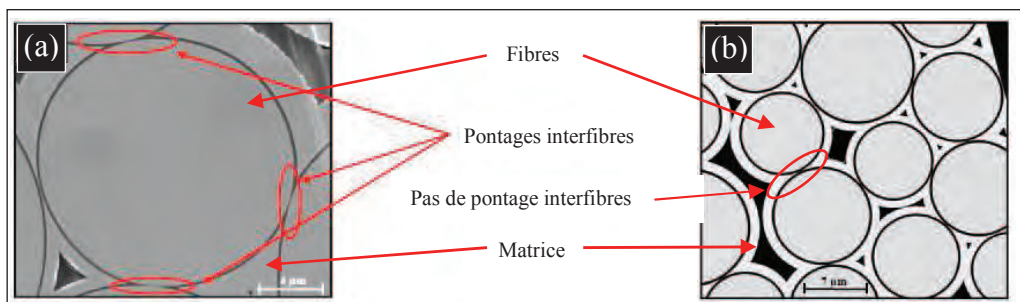 (a)
(b)
Fibres
Pontages interfibres
Pas de pontage interfibres
Matrice
7 µm